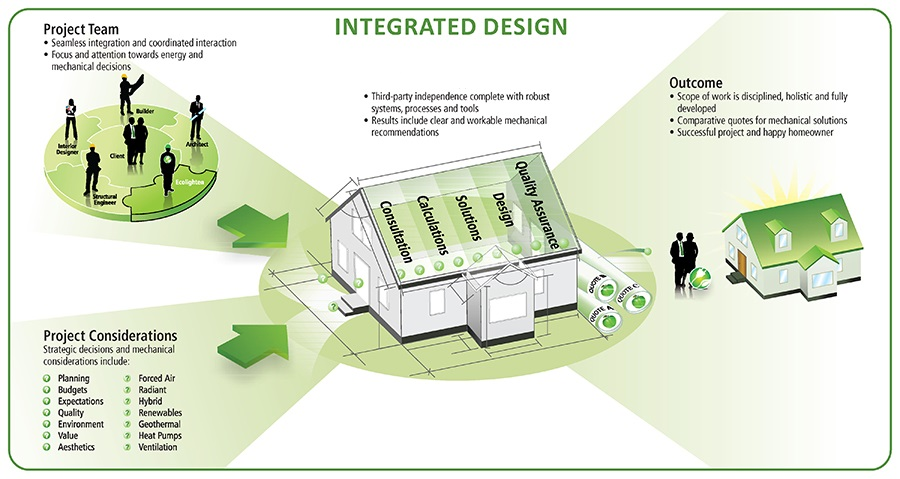 INTEGRATED DESIGN
Project Team
• Seamless integration and coordinated interaction
• Focus and attention towards energy and
mechanical decisions
Builder
Interior
Designer
Client
Architect
Structural
Engineer
Ecolighten
• Third-party independence complete with robust
systems, processes and tools
• Results include clear and workable mechanical
recommendations
Consultation
Calculations
Solutions
Design
Quality Assurance
QUOTE B
QUOTE C
QUOTE A
Outcome
• Scope of work is disciplined, holistic and fully
developed
• Comparative quotes for mechanical solutions
• Successful project and happy homeowner
Project Considerations
Strategic decisions and mechanical
considerations include:
? Planning
? Budgets
? Expectations
? Quality
? Environment
? Value
? Aesthetics
? Forced Air
? Radiant
? Hybrid
? Renewables
? Geothermal
? Heat Pumps
? Ventilation